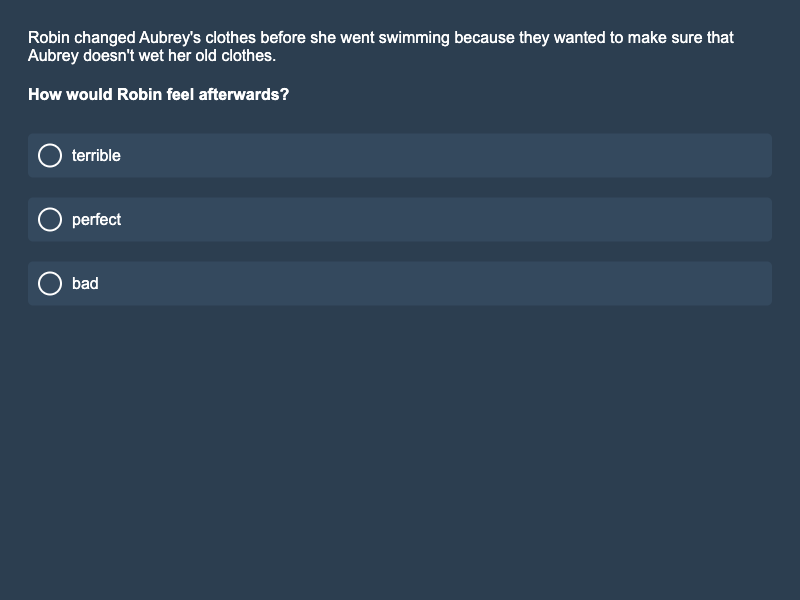 Robin changed Aubrey's clothes before she went swimming because they wanted to make sure that
Aubrey doesn't wet her old clothes.
How would Robin feel afterwards?
terrible
perfect
bad